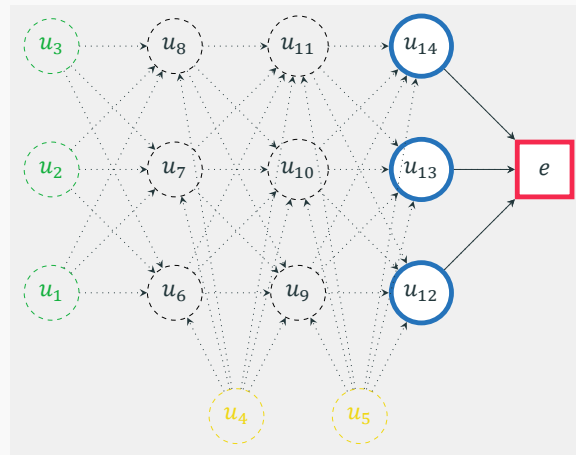 u₃ u₈ u₁₁ u₁₄
u₂ u₇ u₁₀ u₁₃ e
u₁ u₆ u₉ u₁₂
u₄ u₅